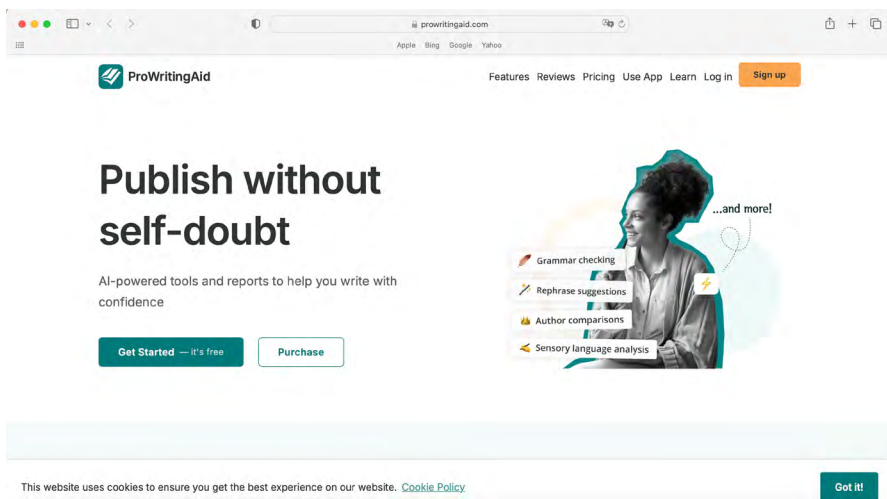 prowritingaid.com
Apple Bing Google Yahoo
ProWritingAid
Features Reviews Pricing Use App Learn Log in Sign up
Publish without
self-doubt
AI-powered tools and reports to help you write with
confidence
Get Started — it's free Purchase
...and more!
Grammar checking
Rephrase suggestions
Author comparisons
Sensory language analysis
This website uses cookies to ensure you get the best experience on our website. Cookie Policy
Got it!